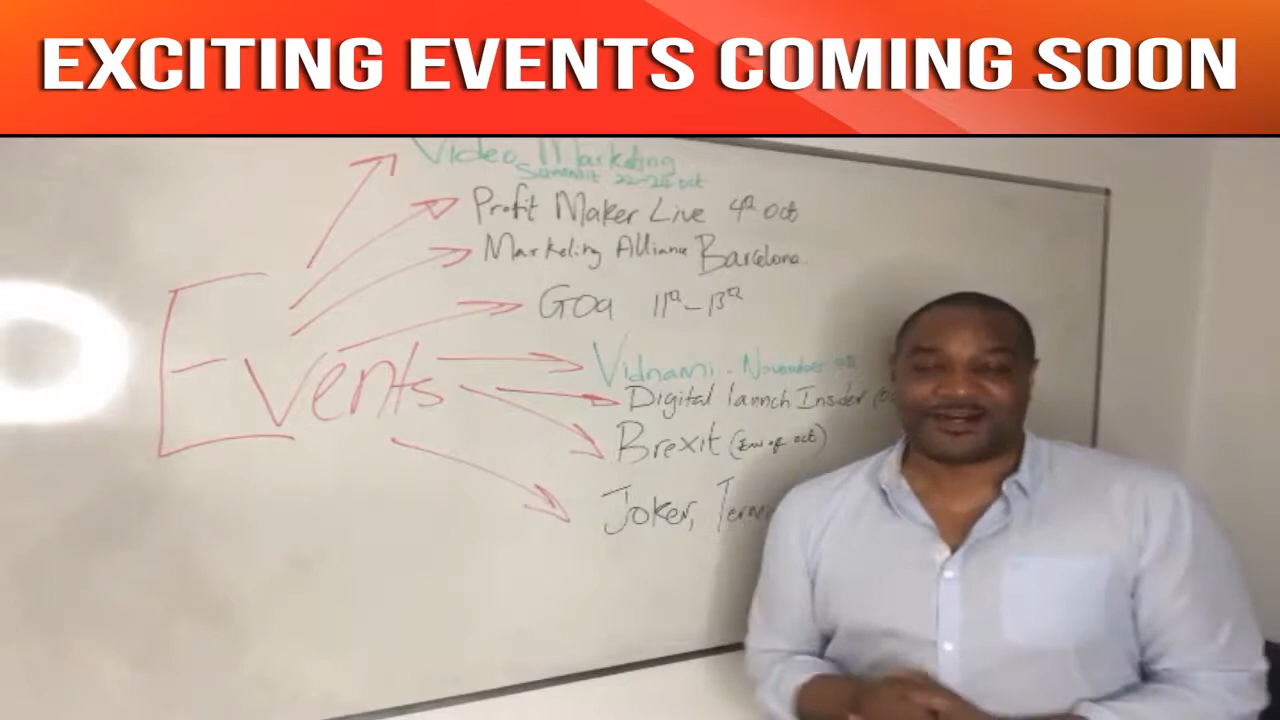 EXCITING EVENTS COMING SOON
Video Marketing
Summit 22-24 oct
Profit Maker Live 4th Oct
Marketing Alliance Barcelona
Goa 11th - 13th
Events
Vidnami - November
Digital launch Insider
Brexit (End of oct)
Joker,